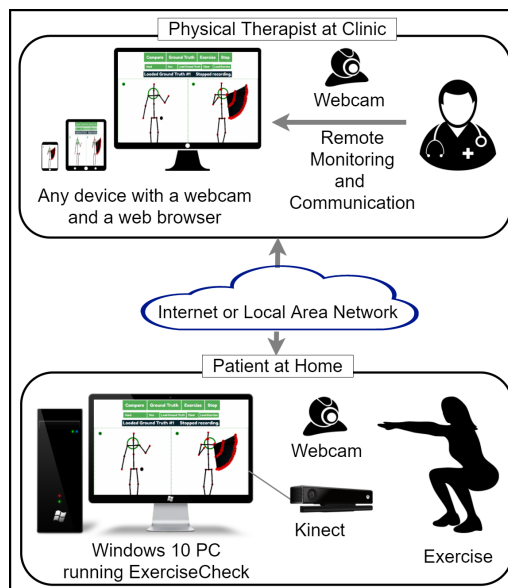 Physical Therapist at Clinic
Compare Ground Truth Exercise Stop
Loaded Ground Truth #1 Stopped recording.
Webcam
Remote
Monitoring
and
Communication
Any device with a webcam
and a web browser
Internet or Local Area Network
Patient at Home
Compare Ground Truth Exercise Stop
Loaded Ground Truth #1 Stopped recording.
Webcam
Kinect
Windows 10 PC
running ExerciseCheck
Exercise